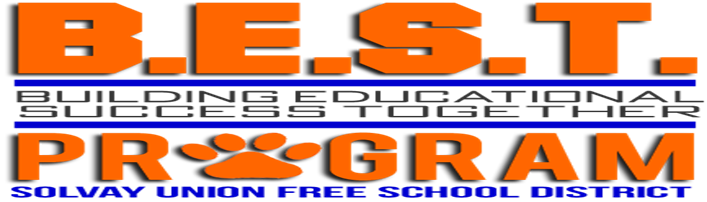 B.E.S.T.
BUILDING EDUCATIONAL
SUCCESS TOGETHER
PROGRAM
SOLVAY UNION FREE SCHOOL DISTRICT